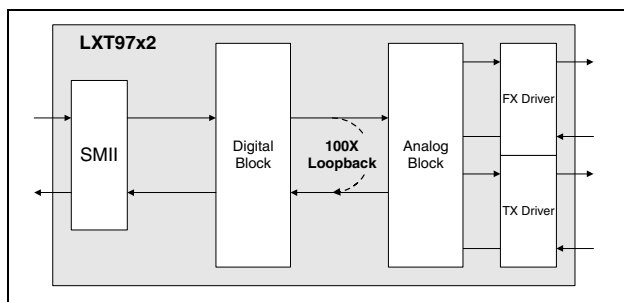 LXT97x2
SMII
Digital
Block
100X
Loopback
Analog
Block
FX Driver
TX Driver